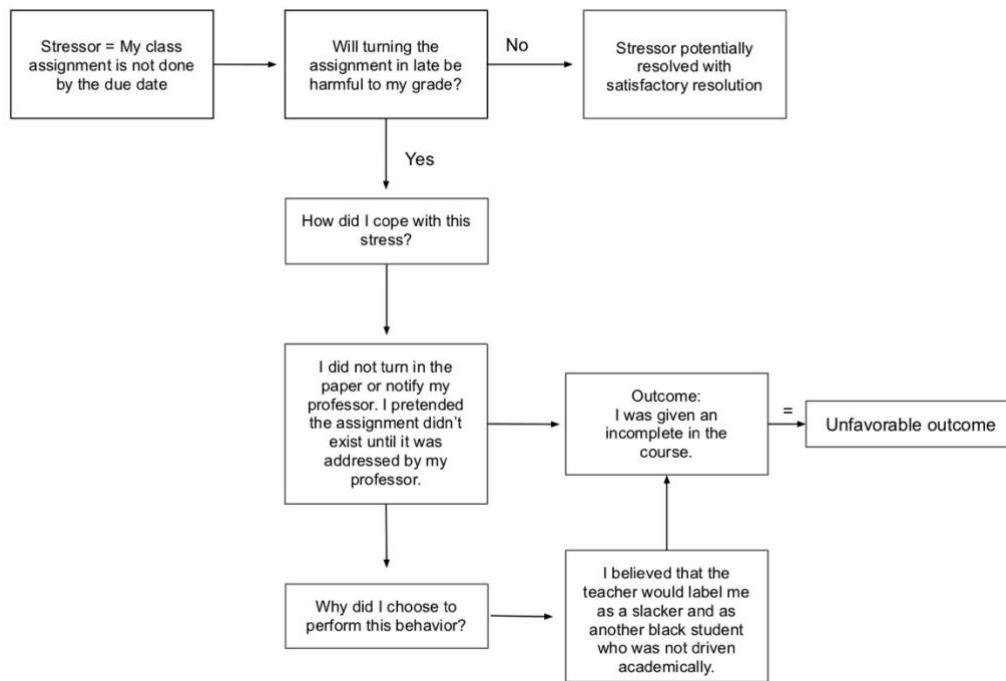 Stressor = My class
assignment is not done
by the due date
Will turning the
assignment in late be
harmful to my grade?
No
Stressor potentially
resolved with
satisfactory resolution
Yes
How did I cope with this
stress?
I did not turn in the
paper or notify my
professor. I pretended
the assignment didn't
exist until it was
addressed by my
professor.
Outcome:
I was given an
incomplete in the
course.
=
Unfavorable outcome
Why did I choose to
perform this behavior?
I believed that the
teacher would label me
as a slacker and as
another black student
who was not driven
academically.